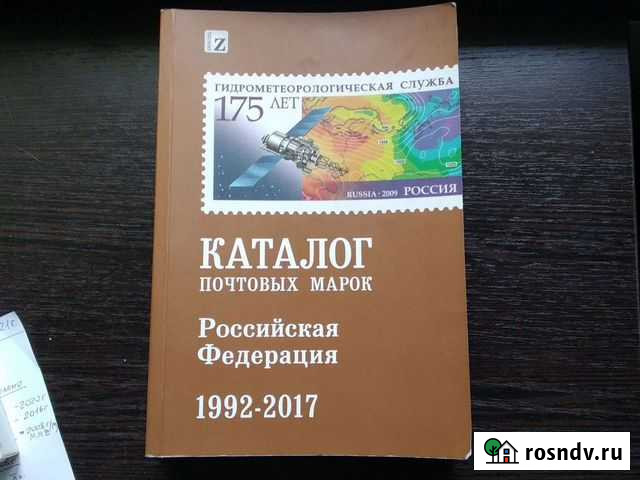 Z
ГИДРОМЕТЕОРОЛОГИЧЕСКАЯ СЛУЖБА
175 ЛЕТ
RUSSIA · 2009 РОССИЯ
КАТАЛОГ
ПОЧТОВЫХ МАРОК
Российская
Федерация
1992-2017
rosndv.ru